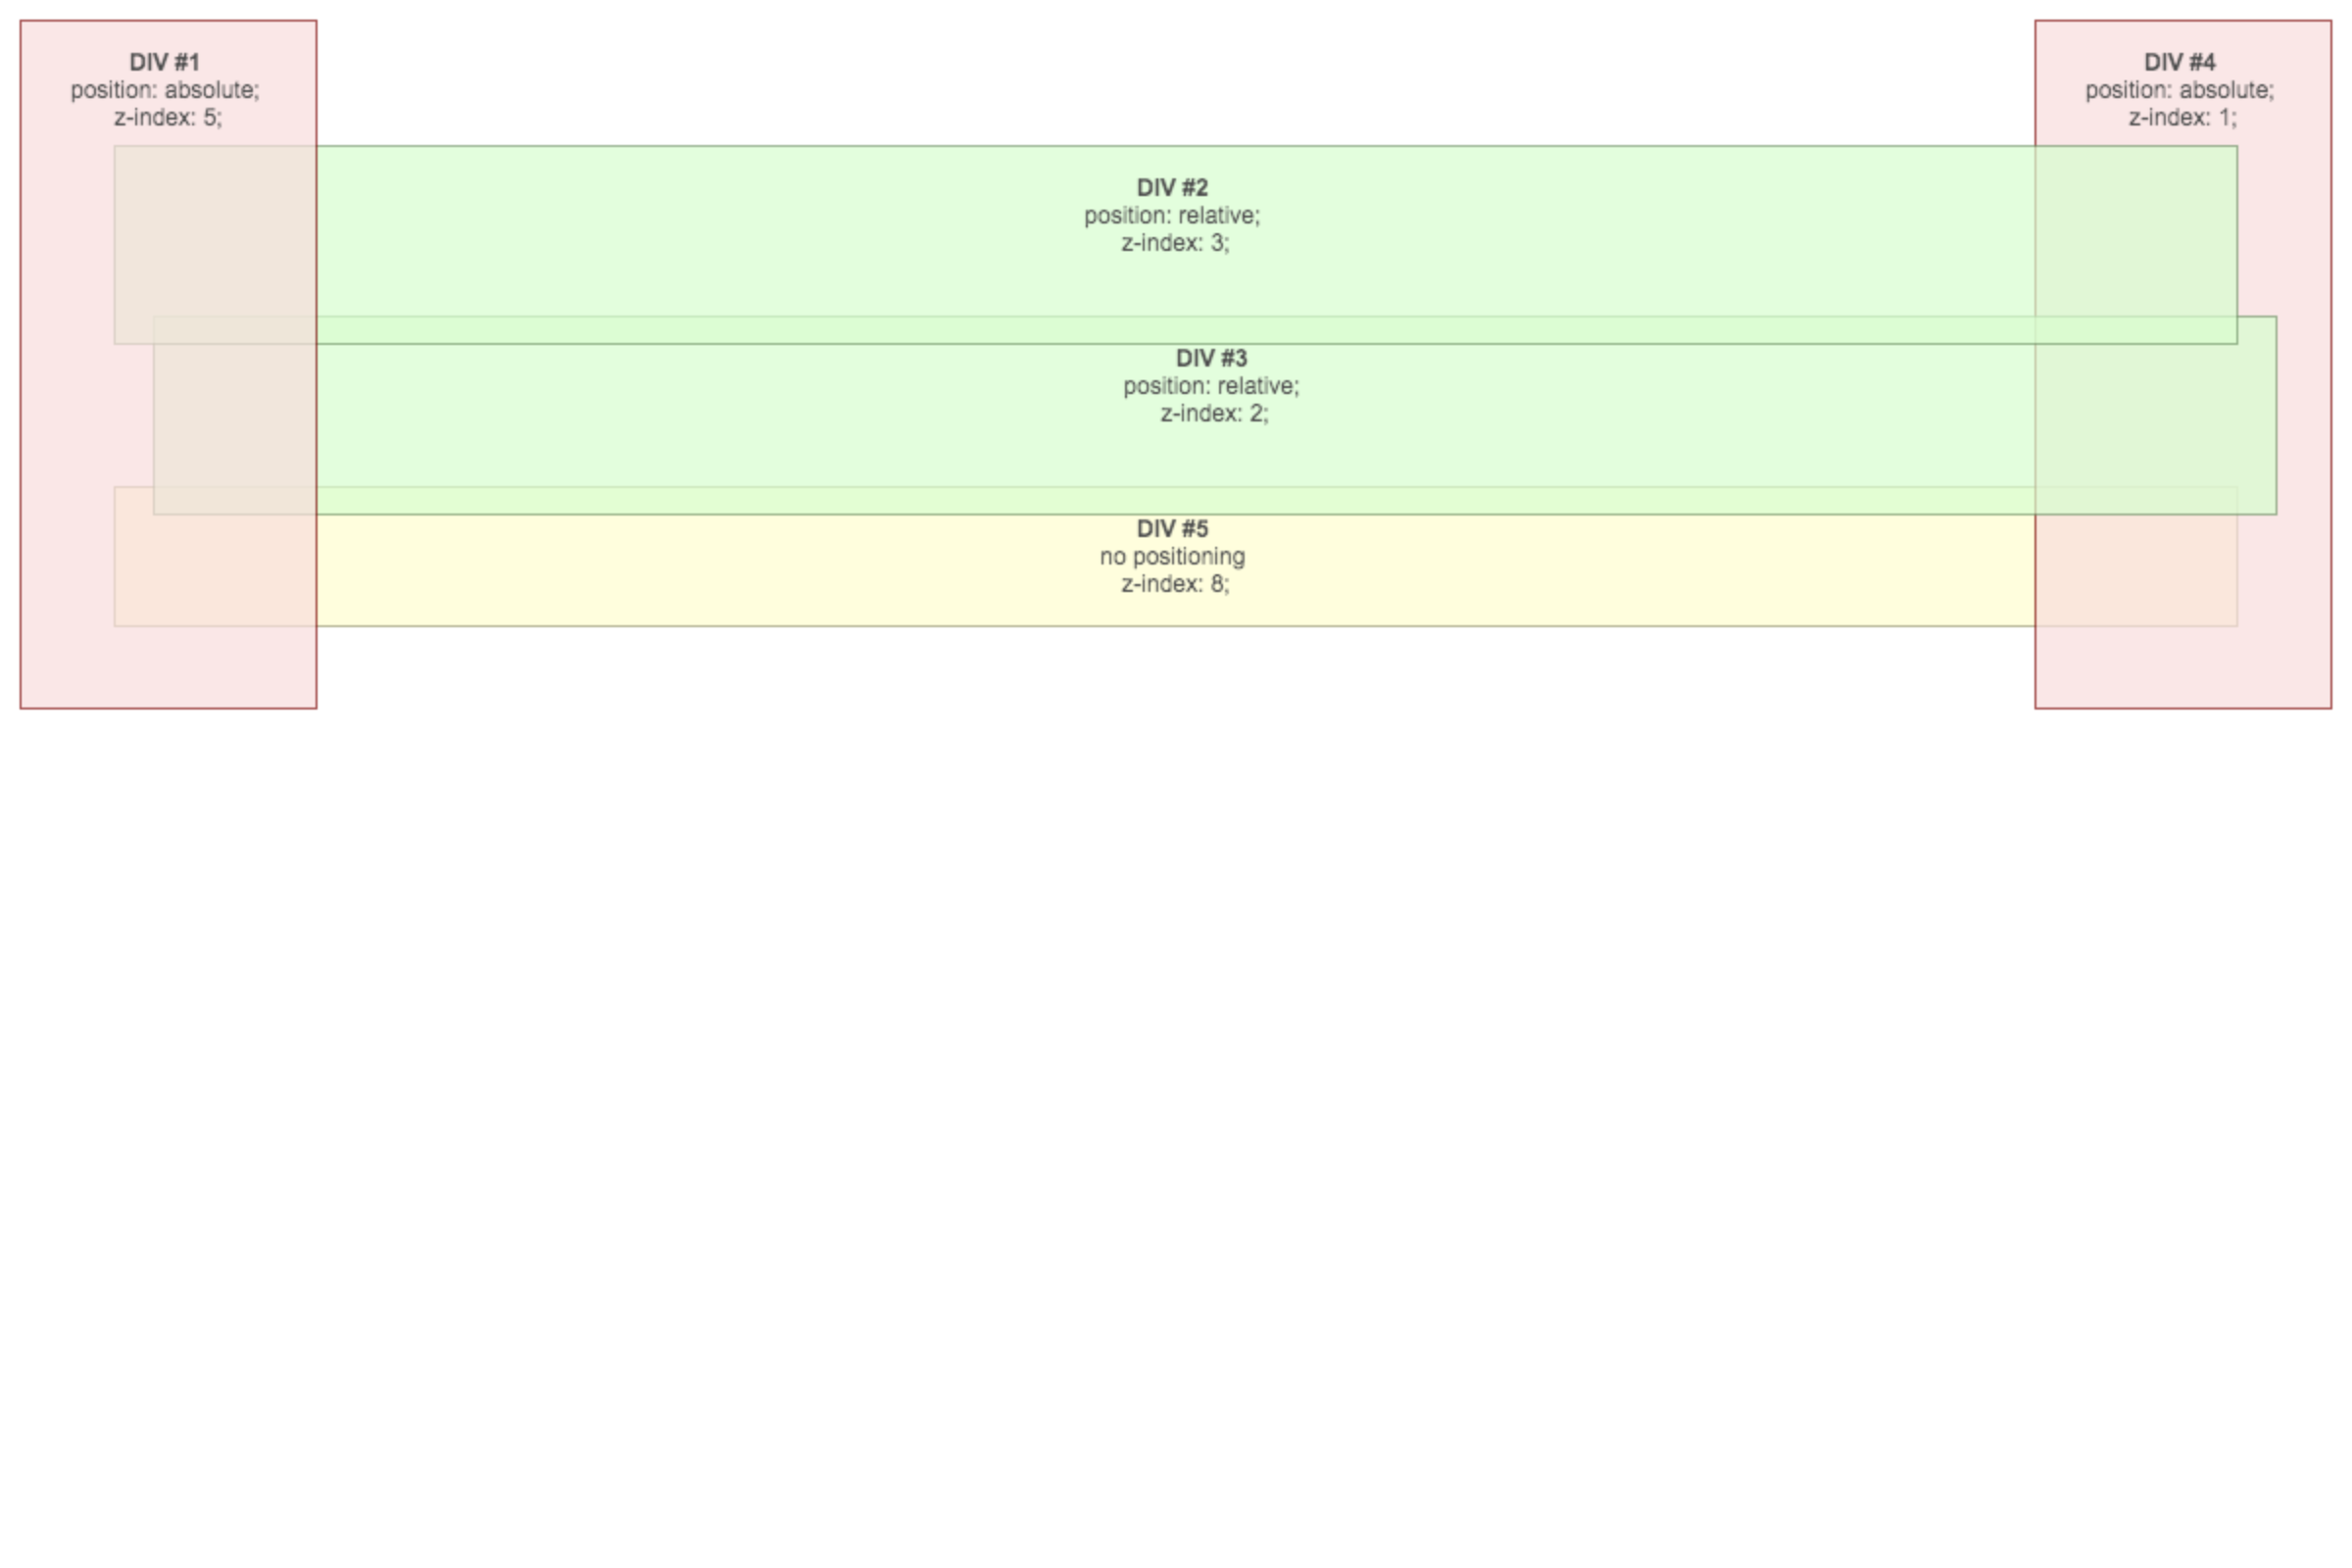 DIV #1
position: absolute;
z-index: 5;
DIV #4
position: absolute;
z-index: 1;
DIV #2
position: relative;
z-index: 3;
DIV #3
position: relative;
z-index: 2;
DIV #5
no positioning
z-index: 8;